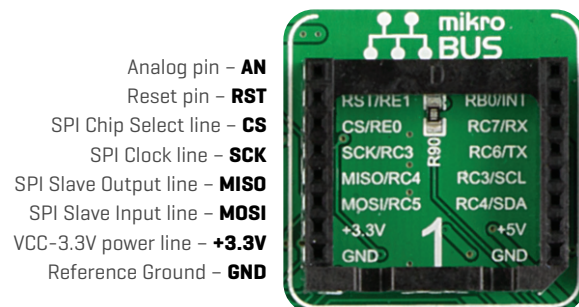 Analog pin – AN
Reset pin – RST
SPI Chip Select line – CS
SPI Clock line – SCK
SPI Slave Output line – MISO
SPI Slave Input line – MOSI
VCC-3.3V power line – +3.3V
Reference Ground – GND
mikro
BUS
RST/RE1 RB0/INT
CS/RE0 RC7/RX
SCK/RC3 RC6/TX
MISO/RC4 RC3/SCL
MOSI/RC5 RC4/SDA
+3.3V +5V
GND GND
R90
1